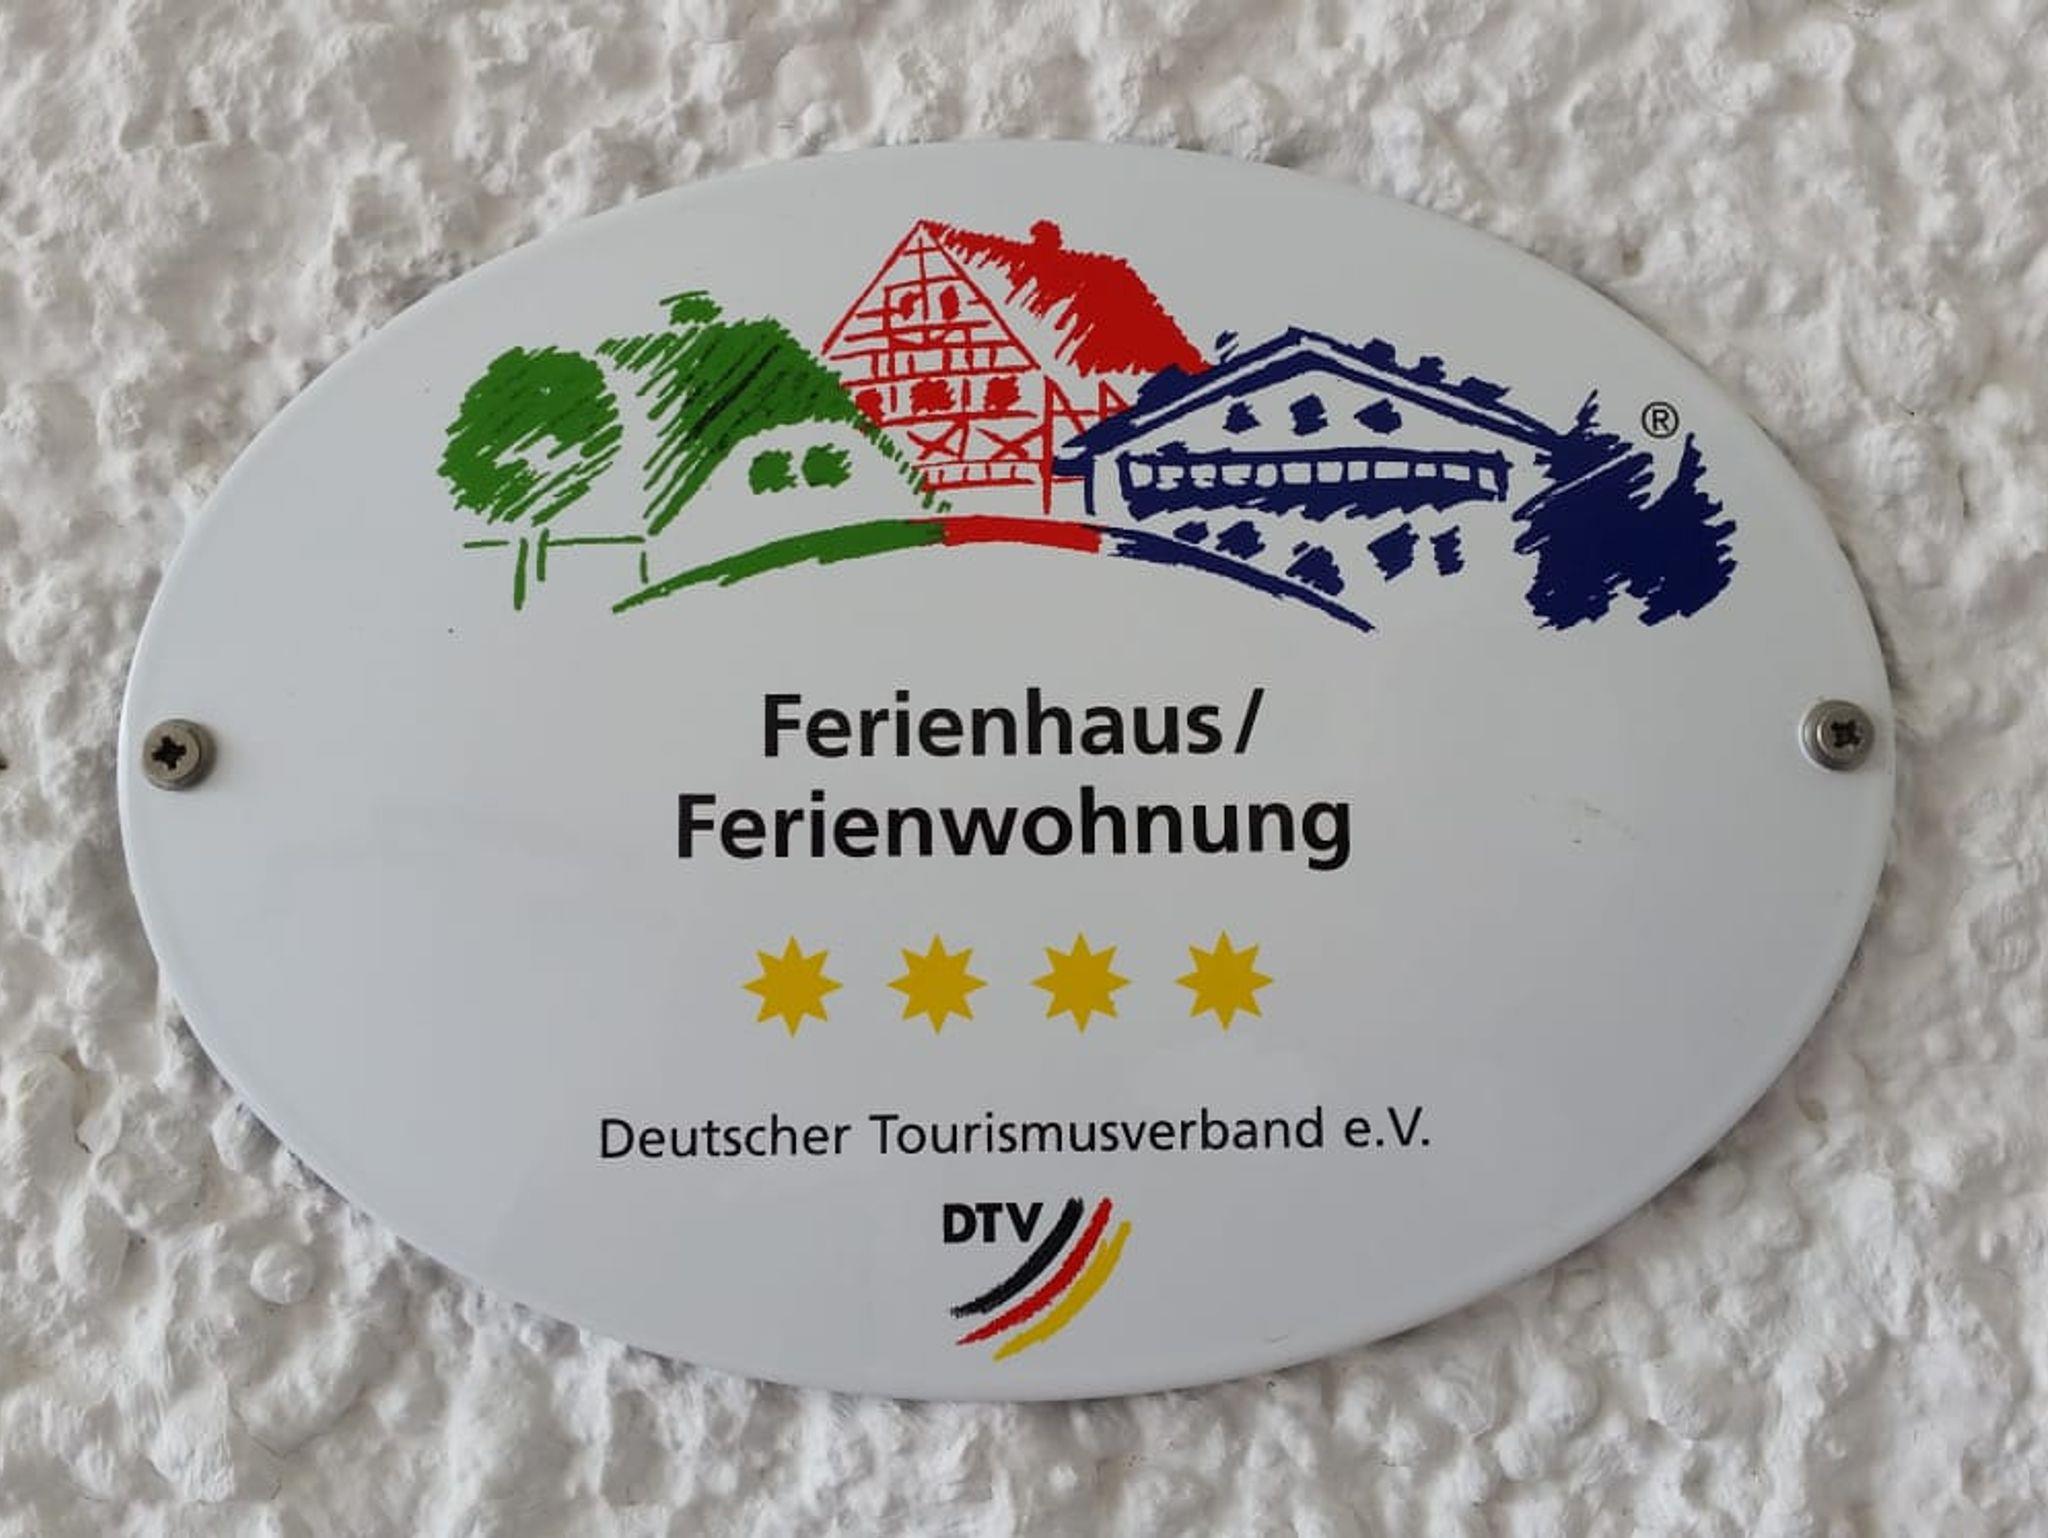 ®
Ferienhaus/
Ferienwohnung
Deutscher Tourismusverband e.V.
DTV